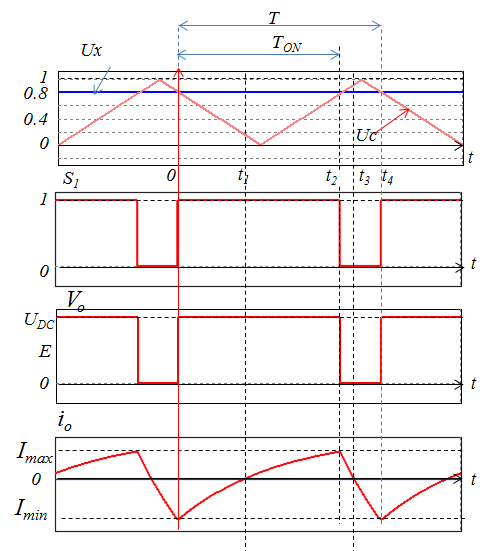 T
Ux
T_ON
1
0.8
0.4
0
Uc
t
S₁
0
t₁
t₂
t₃
t₄
1
0
t
Vₒ
U_DC
E
0
t
iₒ
I_max
0
t
I_min